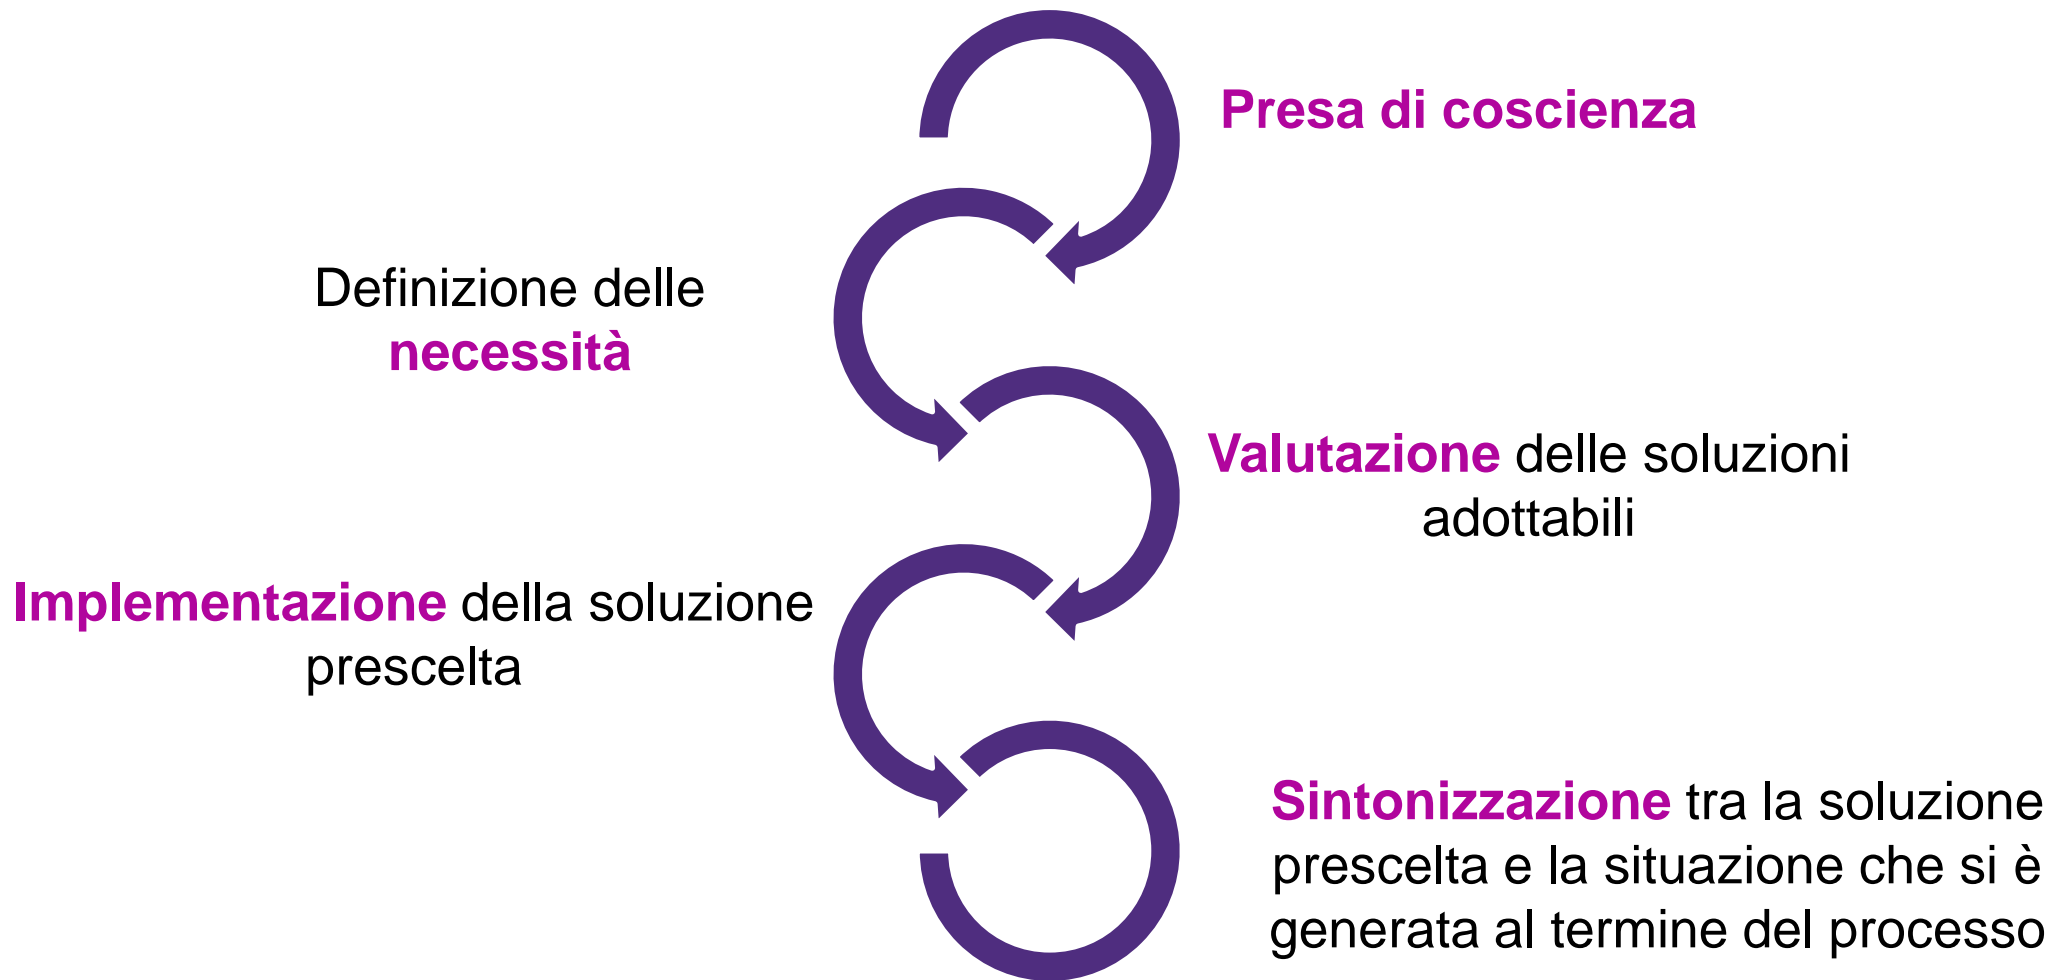 Presa di coscienza
Definizione delle
necessità
Valutazione delle soluzioni
adottabili
Implementazione della soluzione
prescelta
Sintonizzazione tra la soluzione
prescelta e la situazione che si è
generata al termine del processo